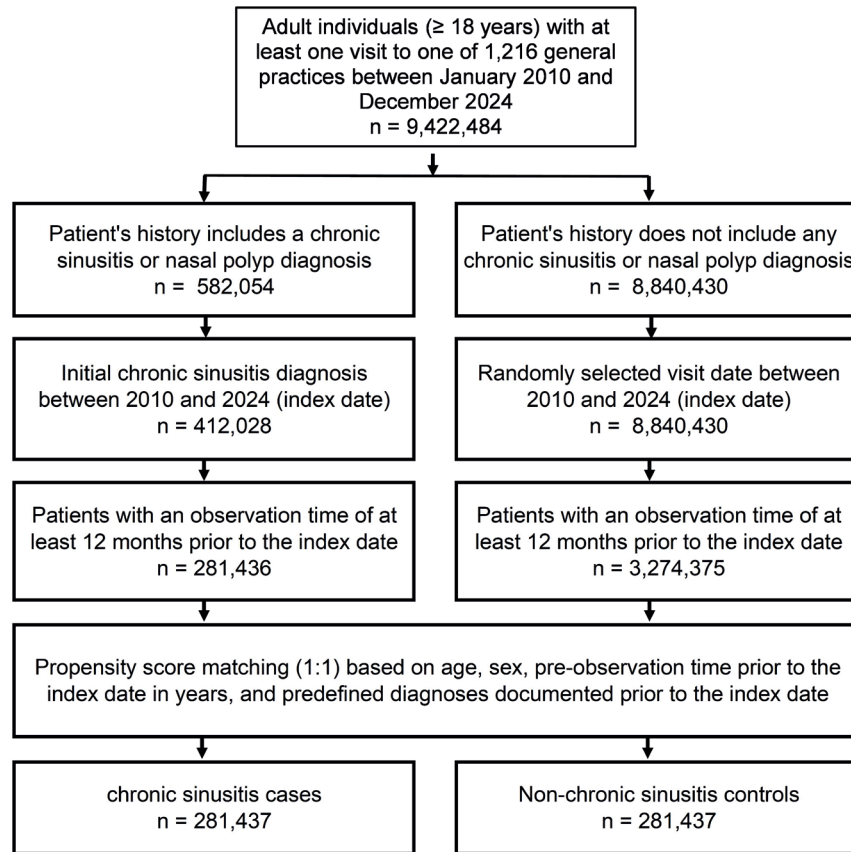 Adult individuals (≥ 18 years) with at
least one visit to one of 1,216 general
practices between January 2010 and
December 2024
n = 9,422,484
Patient's history includes a chronic
sinusitis or nasal polyp diagnosis
n = 582,054
Patient's history does not include any
chronic sinusitis or nasal polyp diagnosis
n = 8,840,430
Initial chronic sinusitis diagnosis
between 2010 and 2024 (index date)
n = 412,028
Randomly selected visit date between
2010 and 2024 (index date)
n = 8,840,430
Patients with an observation time of at
least 12 months prior to the index date
n = 281,436
Patients with an observation time of at
least 12 months prior to the index date
n = 3,274,375
Propensity score matching (1:1) based on age, sex, pre-observation time prior to the
index date in years, and predefined diagnoses documented prior to the index date
chronic sinusitis cases
n = 281,437
Non-chronic sinusitis controls
n = 281,437